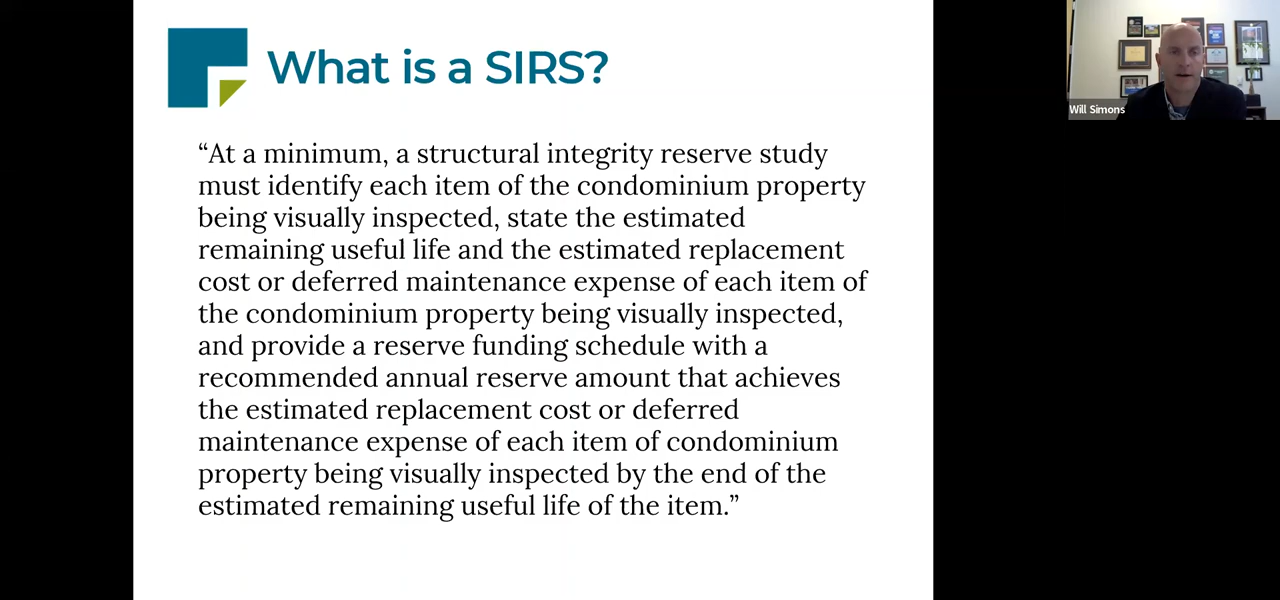 What is a SIRS?
“At a minimum, a structural integrity reserve study
must identify each item of the condominium property
being visually inspected, state the estimated
remaining useful life and the estimated replacement
cost or deferred maintenance expense of each item of
the condominium property being visually inspected,
and provide a reserve funding schedule with a
recommended annual reserve amount that achieves
the estimated replacement cost or deferred
maintenance expense of each item of condominium
property being visually inspected by the end of the
estimated remaining useful life of the item.”
Will Simons